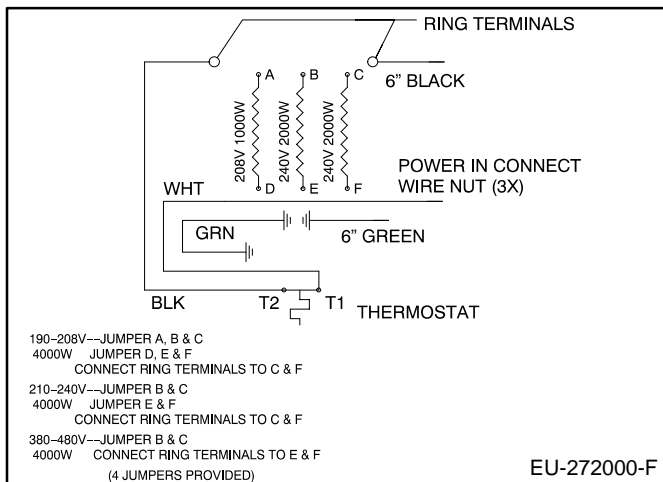 RING TERMINALS
A B C
6" BLACK
208V 1000W
240V 2000W
240V 2000W
POWER IN CONNECT
WIRE NUT (3X)
WHT D E F
GRN
6" GREEN
BLK T2 T1 THERMOSTAT
190–208V––JUMPER A, B & C
4000W JUMPER D, E & F
CONNECT RING TERMINALS TO C & F
210–240V––JUMPER B & C
4000W JUMPER E & F
CONNECT RING TERMINALS TO C & F
380–480V––JUMPER B & C
4000W CONNECT RING TERMINALS TO E & F
(4 JUMPERS PROVIDED)
EU-272000-F